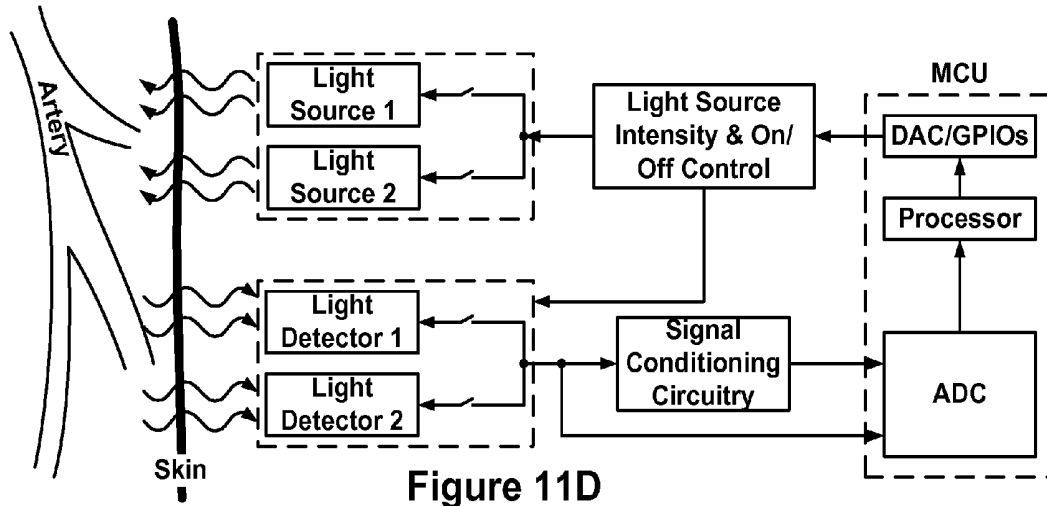 Artery
Light
Source 1
Light
Source 2
Light Source
Intensity & On/
Off Control
MCU
DAC/GPIOs
Processor
ADC
Light
Detector 1
Light
Detector 2
Signal
Conditioning
Circuitry
Skin
Figure 11D